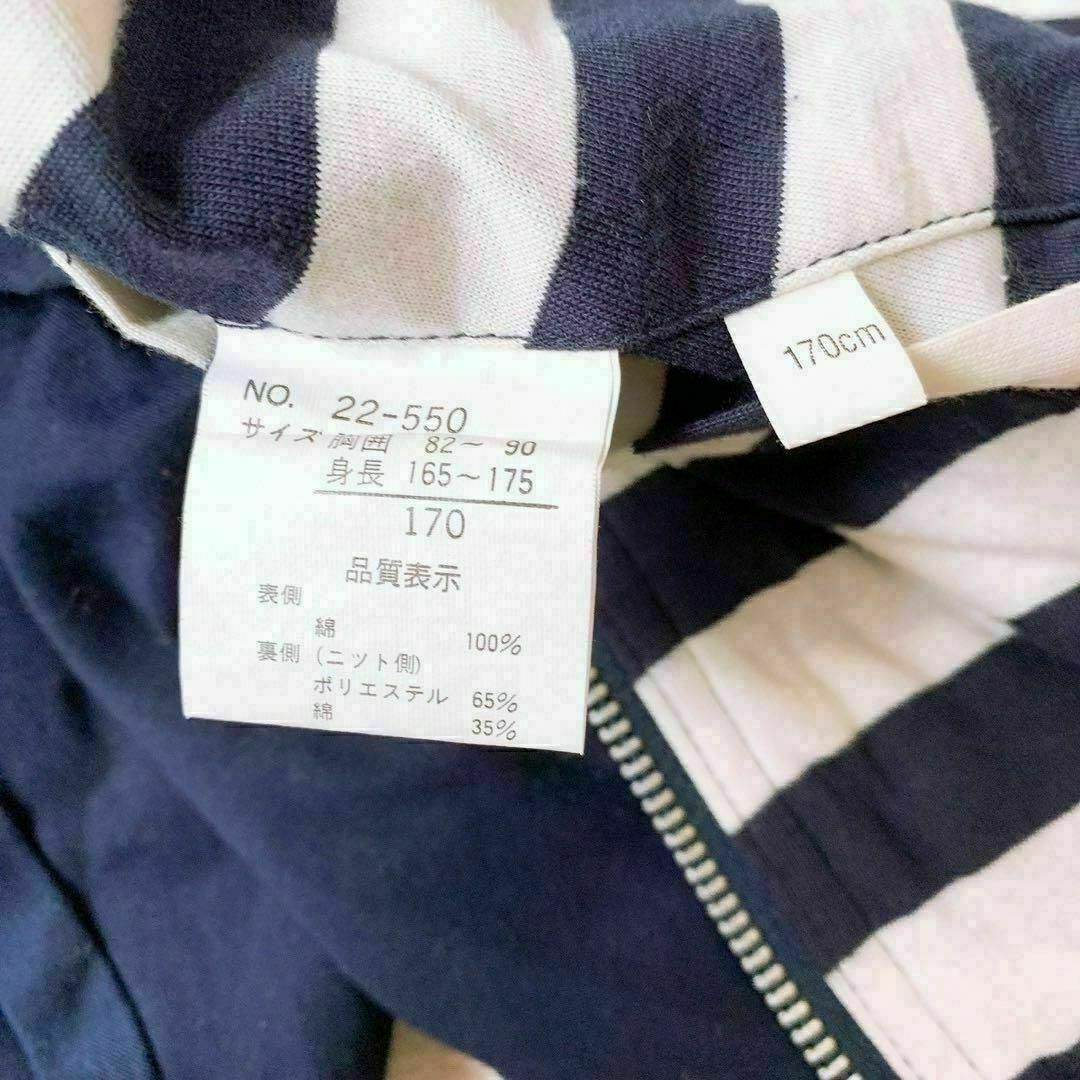 NO. 22-550
サイズ 胸囲 82～90
身長 165～175
170
品質表示
表側
綿 100%
裏側 (ニット側)
ポリエステル 65%
綿 35%
170cm